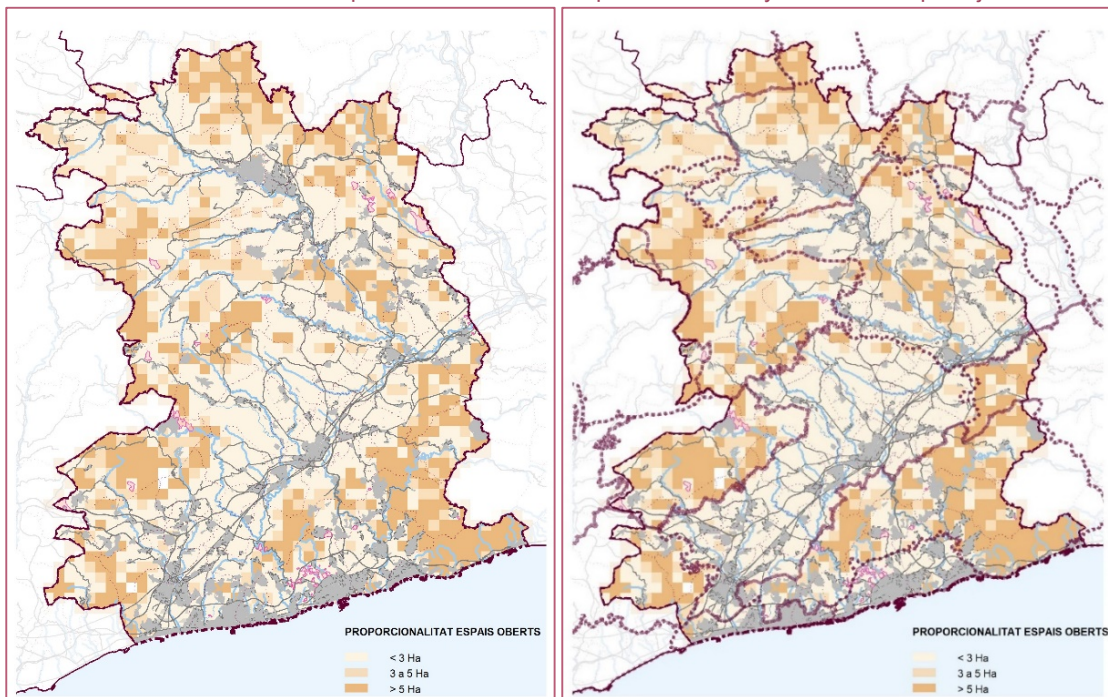 PROPORCIONALITAT ESPAIS OBERTS
< 3 Ha
3 a 5 Ha
> 5 Ha
PROPORCIONALITAT ESPAIS OBERTS
< 3 Ha
3 a 5 Ha
> 5 Ha